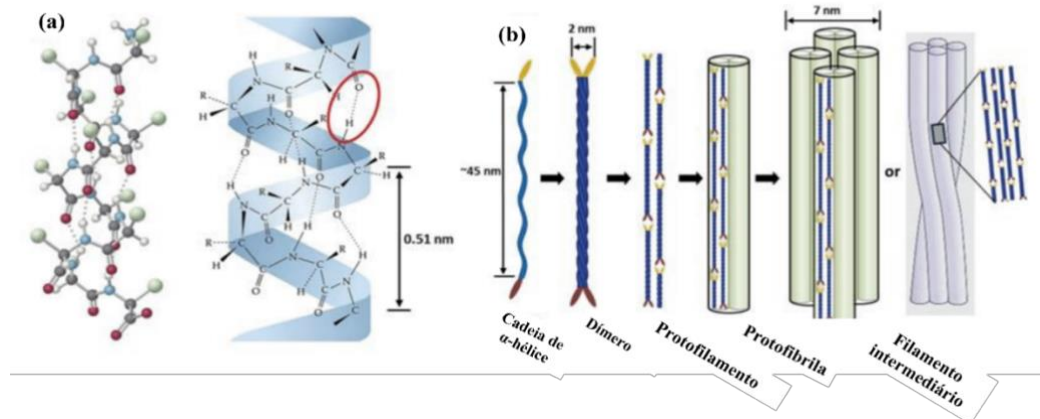 (a)
R
H
C
N
O
0.51 nm
(b)
2 nm
~45 nm
7 nm
or
Cadeia de
α-hélice
Dímero
Protofilamento
Protofibrila
Filamento
intermediário